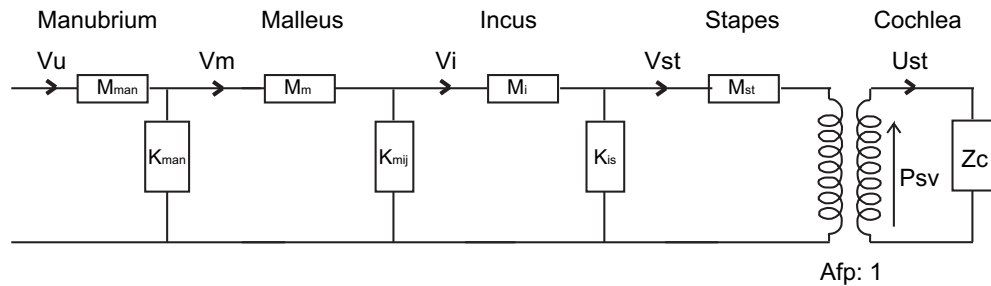 Manubrium Malleus Incus Stapes Cochlea
Vu Vm Vi Vst Ust
Mman Mm Mi Mst
Kman Kmij Kis Psv Zc
Afp: 1